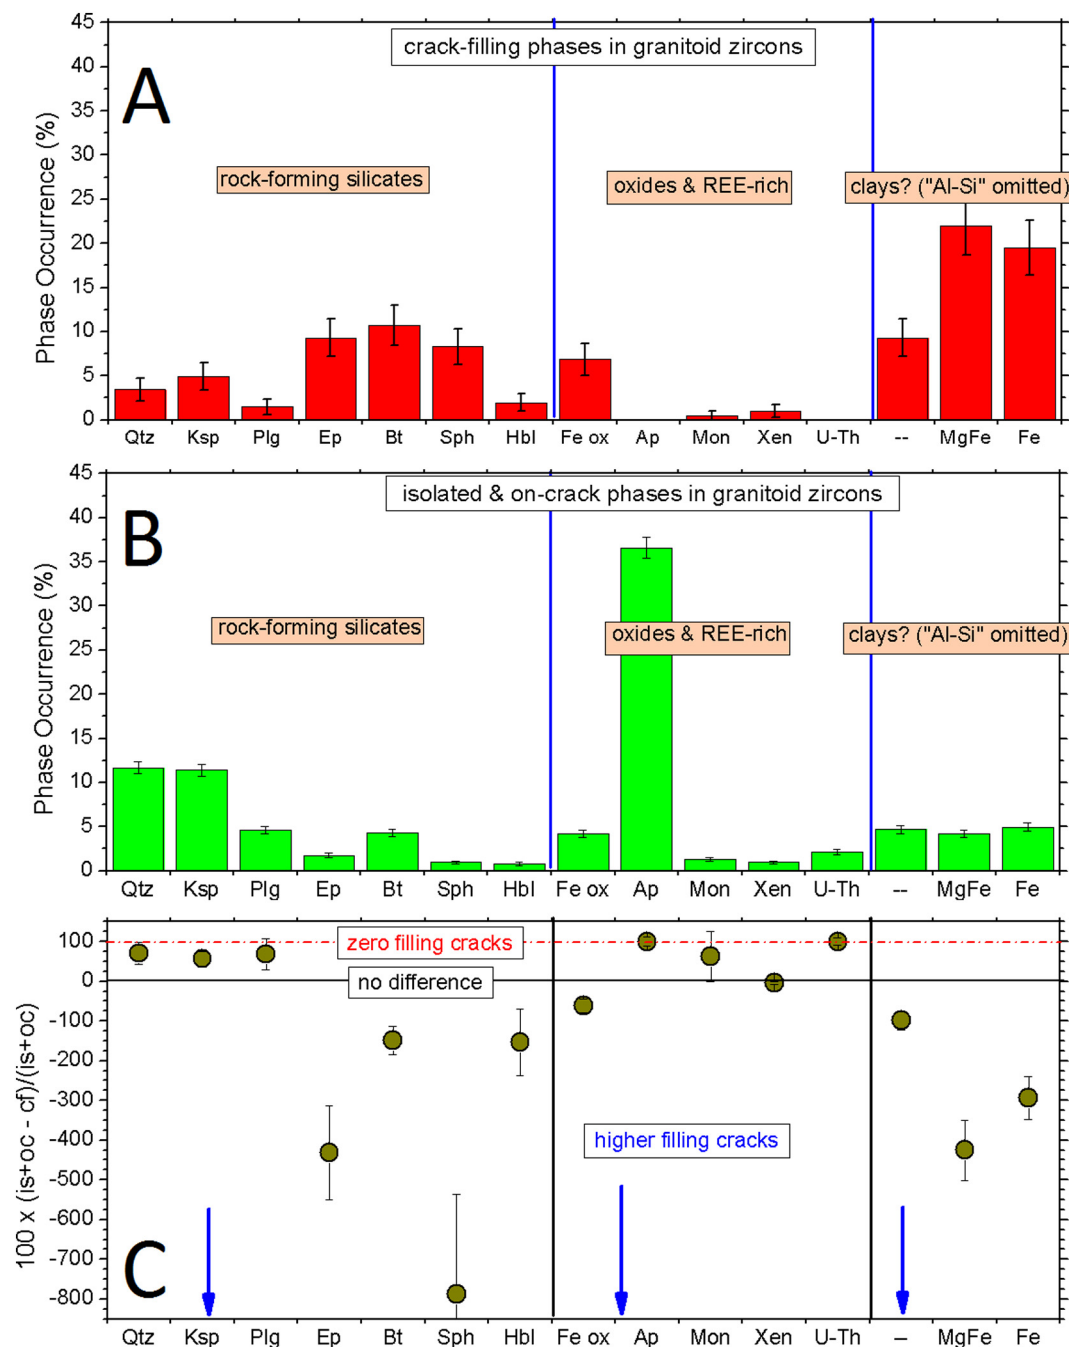 45
40
35
30
25
20
15
10
5
0
Phase Occurrence (%)
crack-filling phases in granitoid zircons
A
rock-forming silicates
oxides & REE-rich
clays? ("Al-Si" omitted)
Qtz Ksp Plg Ep Bt Sph Hbl Fe ox Ap Mon Xen U-Th -- MgFe Fe
45
40
35
30
25
20
15
10
5
0
Phase Occurrence (%)
isolated & on-crack phases in granitoid zircons
B
rock-forming silicates
oxides & REE-rich
clays? ("Al-Si" omitted)
Qtz Ksp Plg Ep Bt Sph Hbl Fe ox Ap Mon Xen U-Th -- MgFe Fe
100
0
-100
-200
-300
-400
-500
-600
-700
-800
100 x (is+oc - cf)/(is+oc)
zero filling cracks
no difference
higher filling cracks
C
Qtz Ksp Plg Ep Bt Sph Hbl Fe ox Ap Mon Xen U-Th -- MgFe Fe